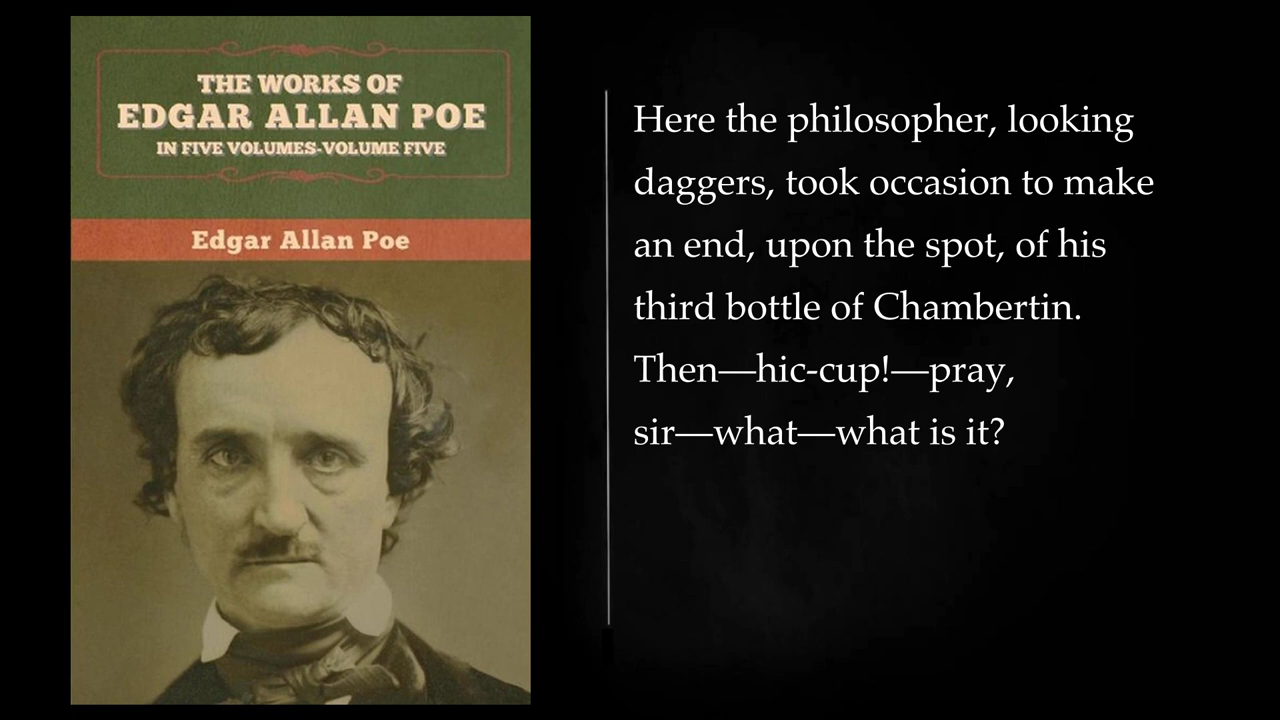 THE WORKS OF
EDGAR ALLAN POE
IN FIVE VOLUMES-VOLUME FIVE
Edgar Allan Poe
Here the philosopher, looking
daggers, took occasion to make
an end, upon the spot, of his
third bottle of Chambertin.
Then—hic-cup!—pray,
sir—what—what is it?